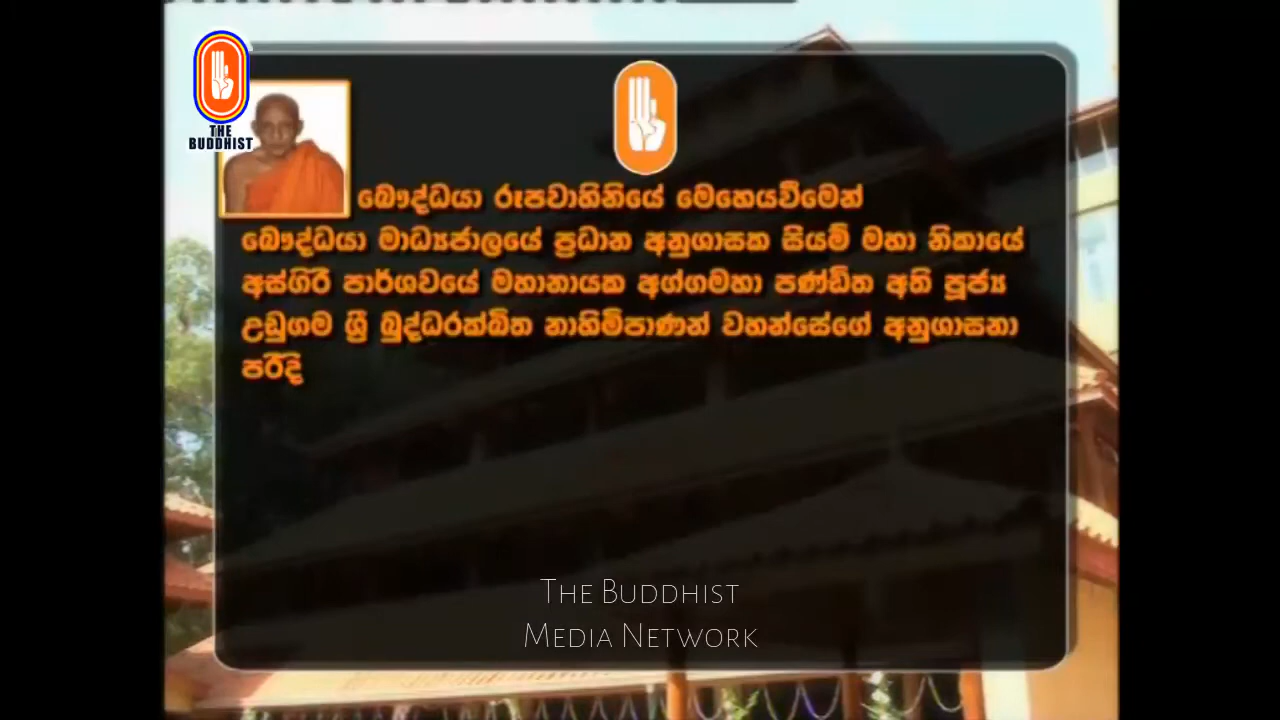 THE
BUDDHIST
බෞද්ධයා රූපවාහිනියේ මෙහෙයවීමෙන්
බෞද්ධයා මාධ්‍යජාලයේ ප්‍රධාන අනුශාසක සියම් මහා නිකායේ
අස්ගිරි පාර්ශවයේ මහානායක අග්ගමහා පණ්ඩිත අති පූජ්‍ය
උඩුගම ශ්‍රී බුද්ධරක්ඛිත නාහිමිපාණන් වහන්සේගේ අනුශාසනා
පරිදි
THE BUDDHIST
MEDIA NETWORK